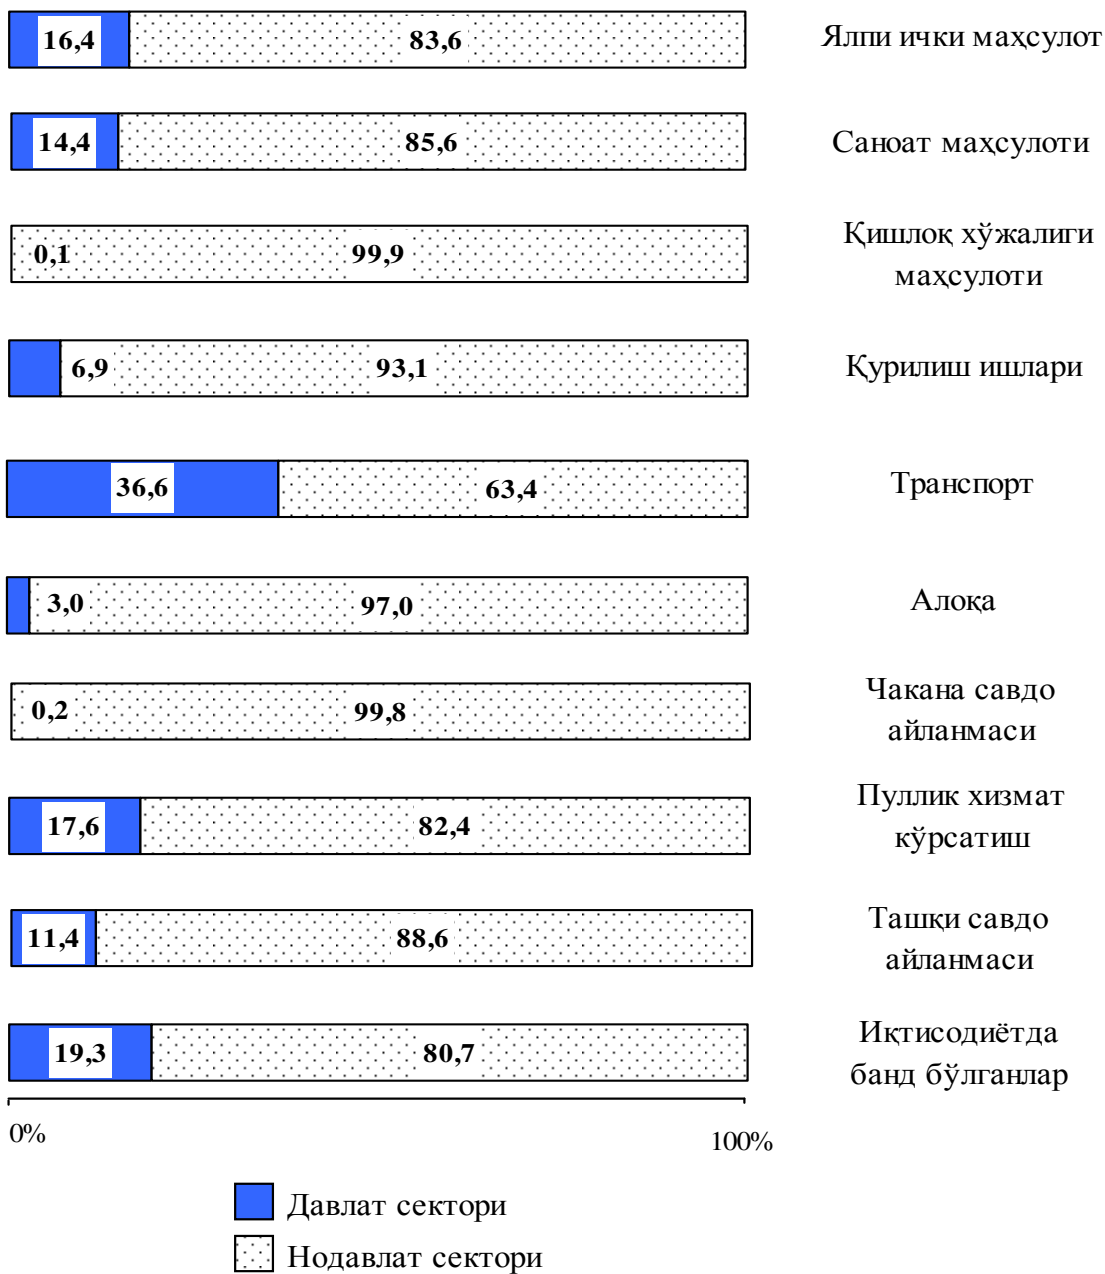 16,4 83,6 Ялпи ички маҳсулот
14,4 85,6 Саноат маҳсулоти
0,1 99,9 Қишлоқ хўжалиги
маҳсулоти
6,9 93,1 Қурилиш ишлари
36,6 63,4 Транспорт
3,0 97,0 Алоқа
0,2 99,8 Чакана савдо
айланмаси
17,6 82,4 Пуллик хизмат
кўрсатиш
11,4 88,6 Ташқи савдо
айланмаси
19,3 80,7 Иқтисодиётда
банд бўлганлар
0% 100%
Давлат сектори
Нодавлат сектори